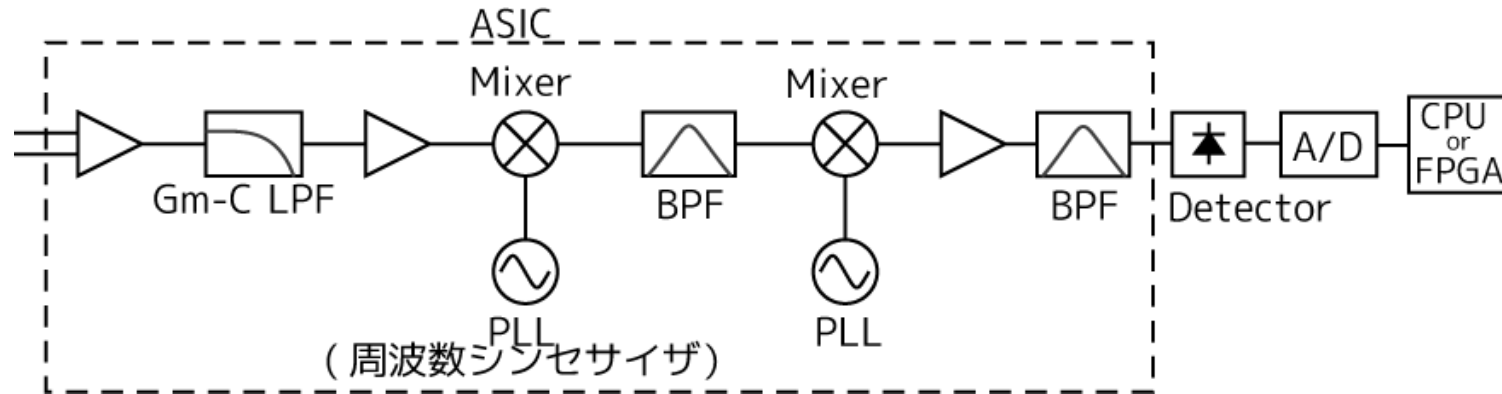 ASIC
Mixer
Mixer
Gm-C LPF
BPF
BPF
Detector
A/D
CPU
or
FPGA
PLL
PLL
(周波数シンセサイザ)